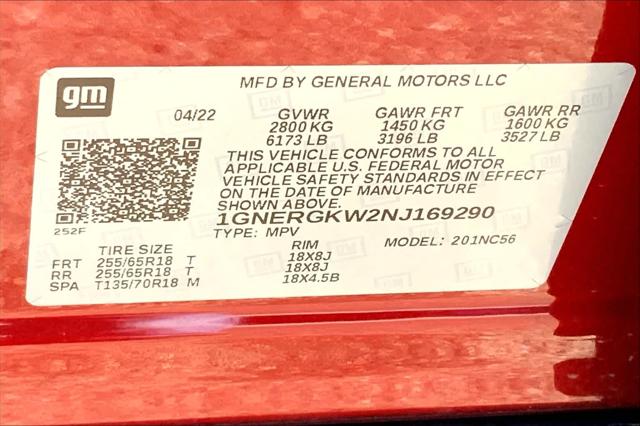 gm
MFD BY GENERAL MOTORS LLC
04/22 GVWR GAWR FRT GAWR RR
2800 KG 1450 KG 1600 KG
6173 LB 3196 LB 3527 LB
THIS VEHICLE CONFORMS TO ALL
APPLICABLE U.S. FEDERAL MOTOR
VEHICLE SAFETY STANDARDS IN EFFECT
ON THE DATE OF MANUFACTURE
SHOWN ABOVE.
1GNERGKW2NJ169290
252F
TYPE: MPV MODEL: 201NC56
TIRE SIZE RIM
FRT 255/65R18 T 18X8J
RR 255/65R18 T 18X8J
SPA T135/70R18 M 18X4.5B